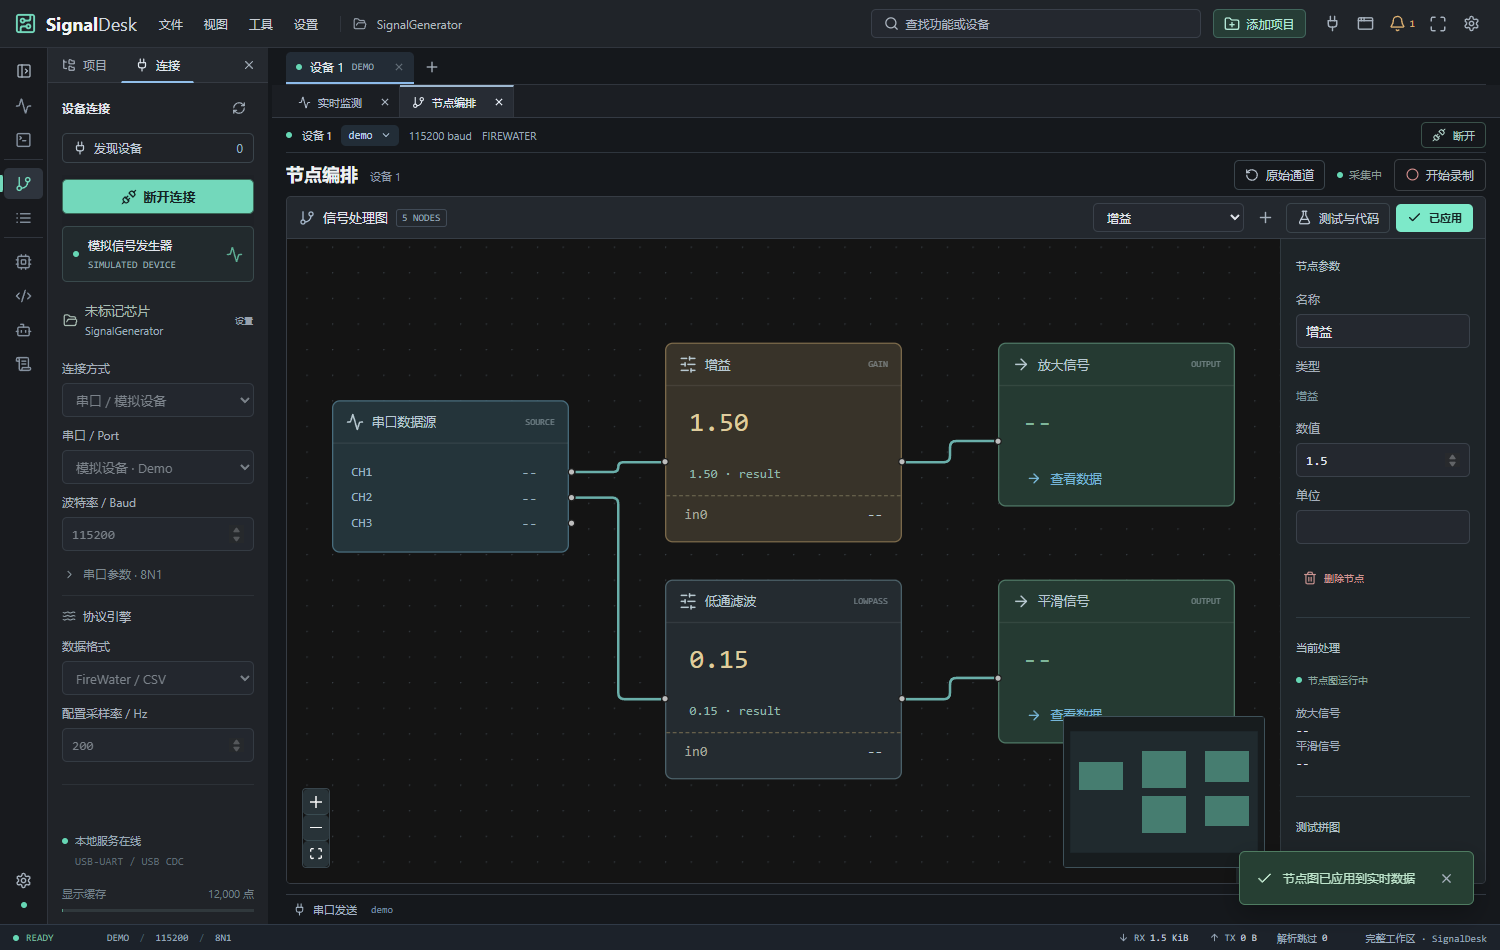 SignalDesk 文件 视图 工具 设置 SignalGenerator 查找功能或设备 添加项目 1
项目 连接
设备 1 DEMO
实时监测 节点编排
设备连接
发现设备 0
断开连接
模拟信号发生器
SIMULATED DEVICE
未标记芯片
SignalGenerator
设置
连接方式
串口 / 模拟设备
串口 / Port
模拟设备 · Demo
波特率 / Baud
115200
串口参数 · 8N1
协议引擎
数据格式
FireWater / CSV
配置采样率 / Hz
200
本地服务在线
USB-UART / USB CDC
显示缓存 12,000 点
设备 1 demo 115200 baud FIREWATER 断开
节点编排 设备 1 原始通道 采集中 开始录制
信号处理图 5 NODES 增益 测试与代码 已应用
串口数据源 SOURCE
CH1 --
CH2 --
CH3 --
增益 GAIN
1.50
1.50 · result
in0 --
放大信号 OUTPUT
--
查看数据
低通滤波 LOWPASS
0.15
0.15 · result
in0 --
平滑信号 OUTPUT
--
查看数据
节点参数
名称
增益
类型
增益
数值
1.5
单位
删除节点
当前处理
节点图运行中
放大信号
--
平滑信号
--
测试拼图
节点图已应用到实时数据
串口发送 demo
READY DEMO / 115200 / 8N1 RX 1.5 KiB TX 0 B 解析跳过 0 完整工作区 · SignalDesk